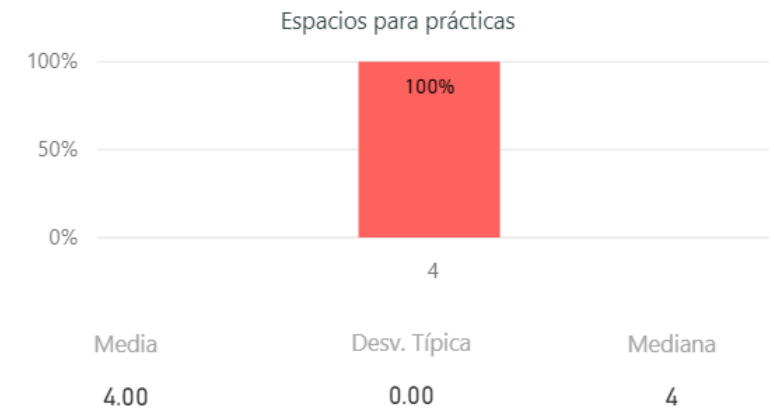 Espacios para prácticas
100%
100%
50%
0%
4
Media Desv. Típica Mediana
4.00 0.00 4